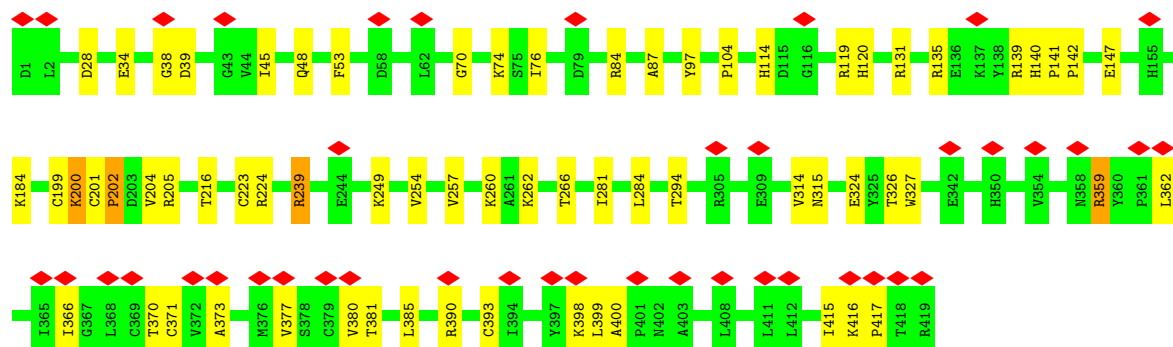 D1 L2 D28 E34 G38 D39 G43 V44 I45 Q48 F53 D58 L62 G70 K74 S75 I76 D79 R84 A87 Y97 P104 H114 D115 G116 R119 H120 R131 R135 E136 K137 Y138 R139 H140 P141 P142 E147 H155
K184 C199 K200 C201 P202 D203 V204 R205 T216 C223 R224 R239 E244 K249 V254 V257 K260 A261 K262 T266 I281 L284 T294 R305 E309 V314 N315 E324 Y325 T326 W327 E342 H350 V354 N358 R359 Y360 P361 L362
I365 I366 G367 L368 C369 T370 C371 V372 A373 M376 V377 S378 C379 V380 T381 L385 R390 C393 I394 Y397 K398 L399 A400 P401 N402 A403 L408 L411 L412 I415 K416 P417 T418 R419